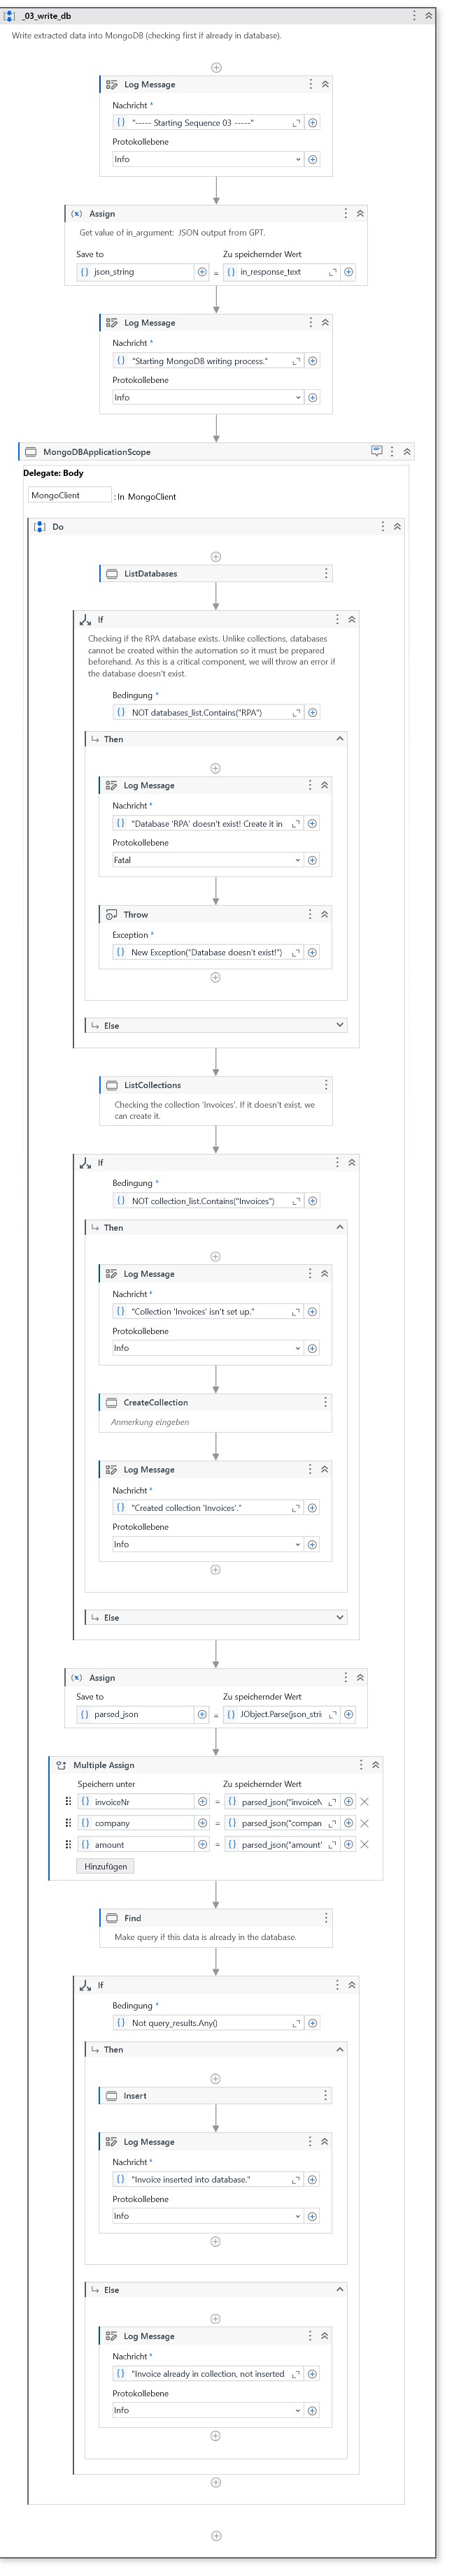 _03_write_db
Write extracted data into MongoDB (checking first if already in database).
Log Message
Nachricht *
"----- Starting Sequence 03 -----"
Protokollebene
Info
Assign
Get value of in_argument: JSON output from GPT.
Save to
Zu speichernder Wert
json_string
=
in_response_text
Log Message
Nachricht *
"Starting MongoDB writing process."
Protokollebene
Info
MongoDBApplicationScope
Delegate: Body
MongoClient
: In MongoClient
Do
ListDatabases
If
Checking if the RPA database exists. Unlike collections, databases
cannot be created within the automation so it must be prepared
beforehand. As this is a critical component, we will throw an error if
the database doesn't exist.
Bedingung *
NOT databases_list.Contains("RPA")
Then
Log Message
Nachricht *
"Database 'RPA' doesn't exist! Create it in
Protokollebene
Fatal
Throw
Exception *
New Exception("Database doesn't exist!")
Else
ListCollections
Checking the collection 'Invoices'. If it doesn't exist, we
can create it.
If
Bedingung *
NOT collection_list.Contains("Invoices")
Then
Log Message
Nachricht *
"Collection 'Invoices' isn't set up."
Protokollebene
Info
CreateCollection
Anmerkung eingeben
Log Message
Nachricht *
"Created collection 'Invoices'."
Protokollebene
Info
Else
Assign
Save to
Zu speichernder Wert
parsed_json
=
JObject.Parse(json_stri
Multiple Assign
Speichern unter
Zu speichernder Wert
invoiceNr
=
parsed_json("invoiceN
company
=
parsed_json("compan
amount
=
parsed_json("amount"
Hinzufügen
Find
Make query if this data is already in the database.
If
Bedingung *
Not query_results.Any()
Then
Insert
Log Message
Nachricht *
"Invoice inserted into database."
Protokollebene
Info
Else
Log Message
Nachricht *
"Invoice already in collection, not inserted
Protokollebene
Info